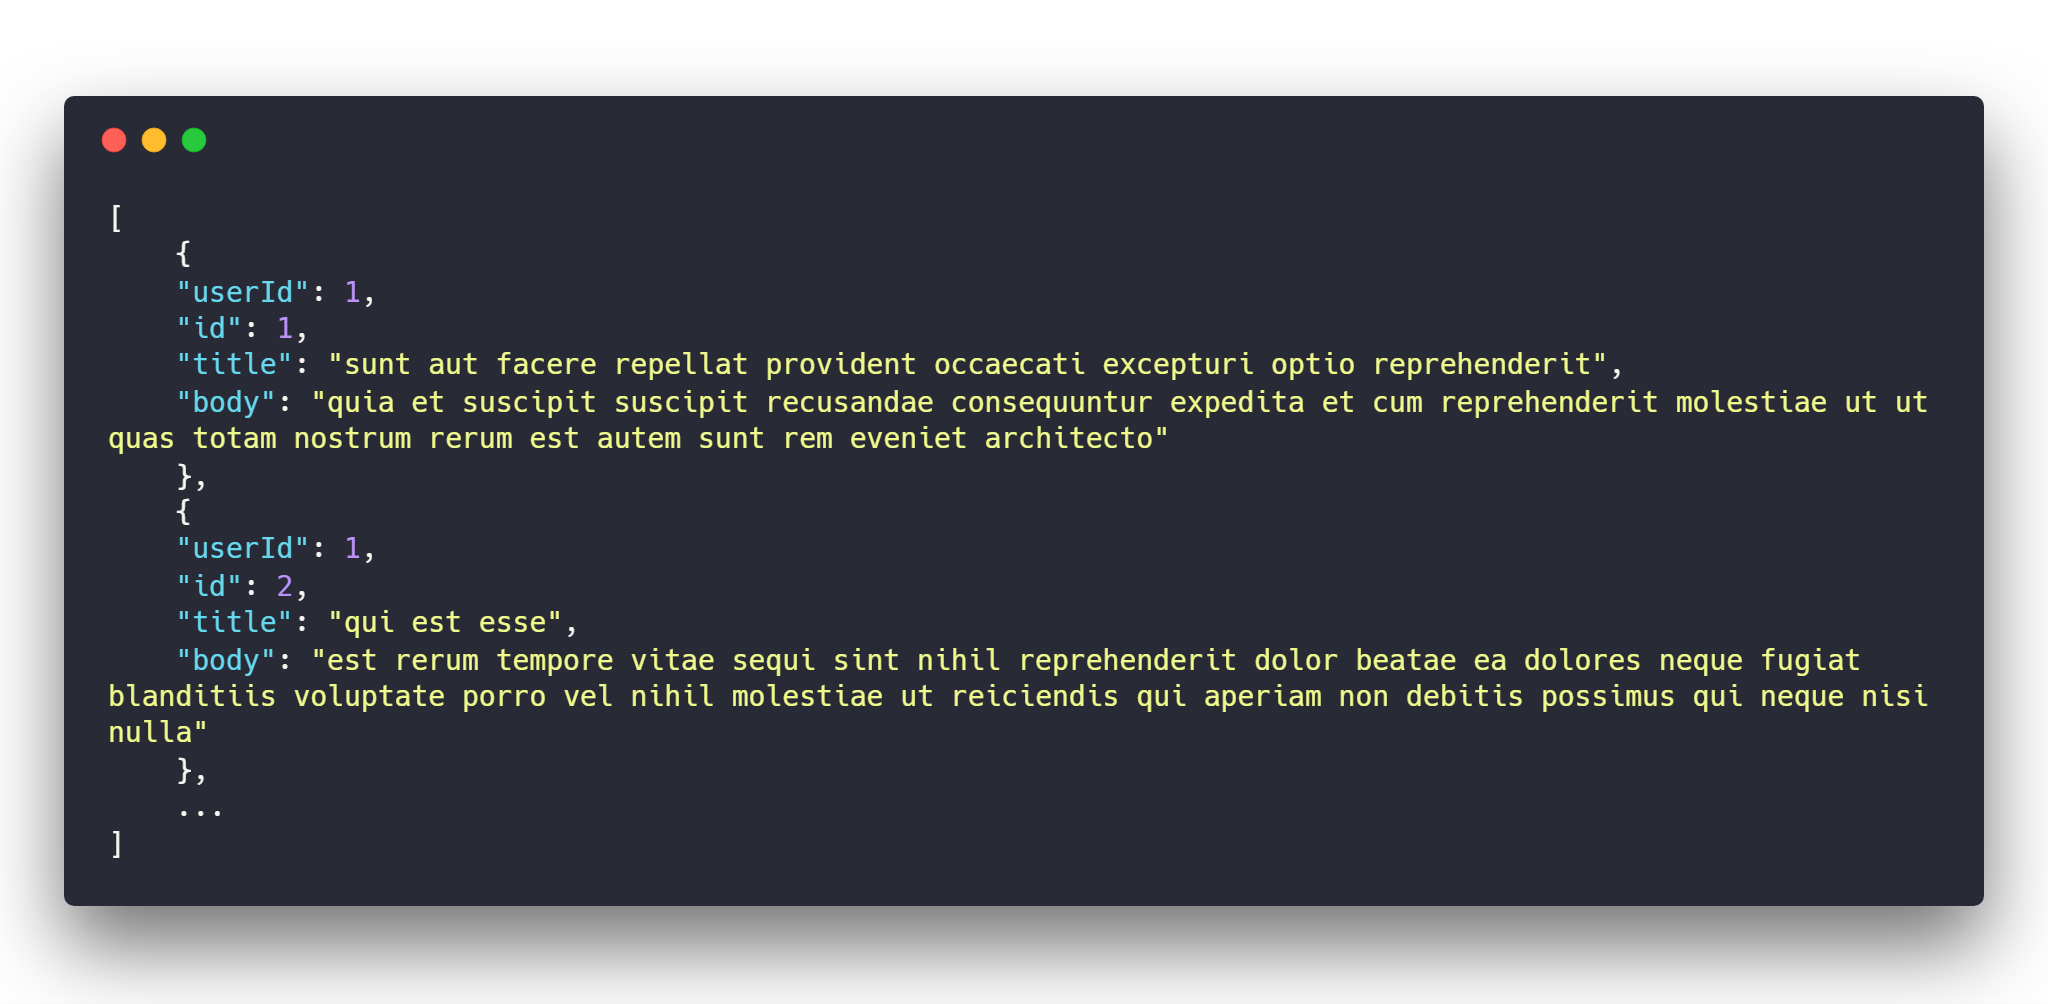 [
    {
    "userId": 1,
    "id": 1,
    "title": "sunt aut facere repellat provident occaecati excepturi optio reprehenderit",
    "body": "quia et suscipit suscipit recusandae consequuntur expedita et cum reprehenderit molestiae ut ut
quas totam nostrum rerum est autem sunt rem eveniet architecto"
    },
    {
    "userId": 1,
    "id": 2,
    "title": "qui est esse",
    "body": "est rerum tempore vitae sequi sint nihil reprehenderit dolor beatae ea dolores neque fugiat
blanditiis voluptate porro vel nihil molestiae ut reiciendis qui aperiam non debitis possimus qui neque nisi
nulla"
    },
    ...
]